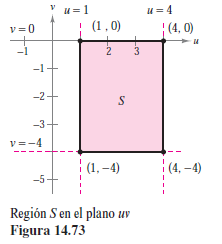 v u = 1 u = 4
v = 0 (1, 0) (4, 0)
u
−1 2 3
−1
−2
S
−3
v = −4
(1, −4) (4, −4)
−5
Región S en el plano uv
Figura 14.73